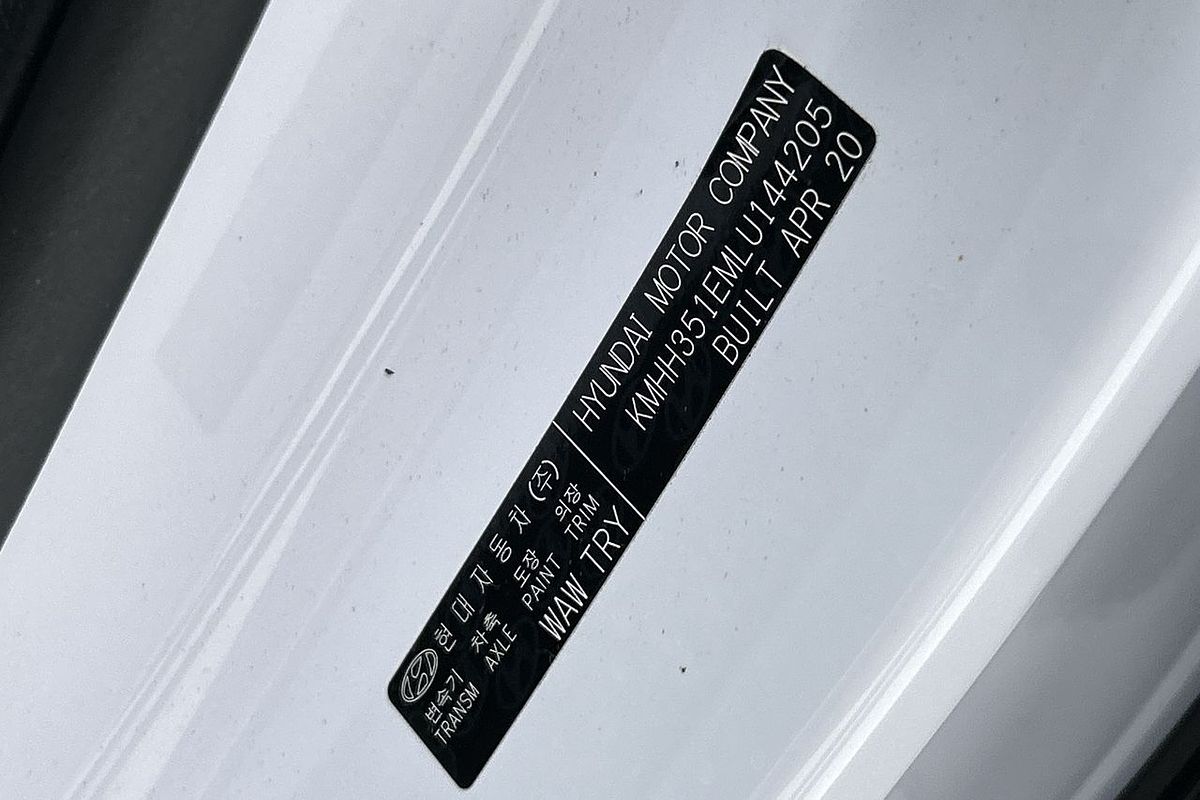 현대자동차(주)
변속기 차축 도장 의장
TRANSM AXLE PAINT TRIM
WAW TRY
HYUNDAI MOTOR COMPANY
KMHH351EMLU144205
BUILT APR 20